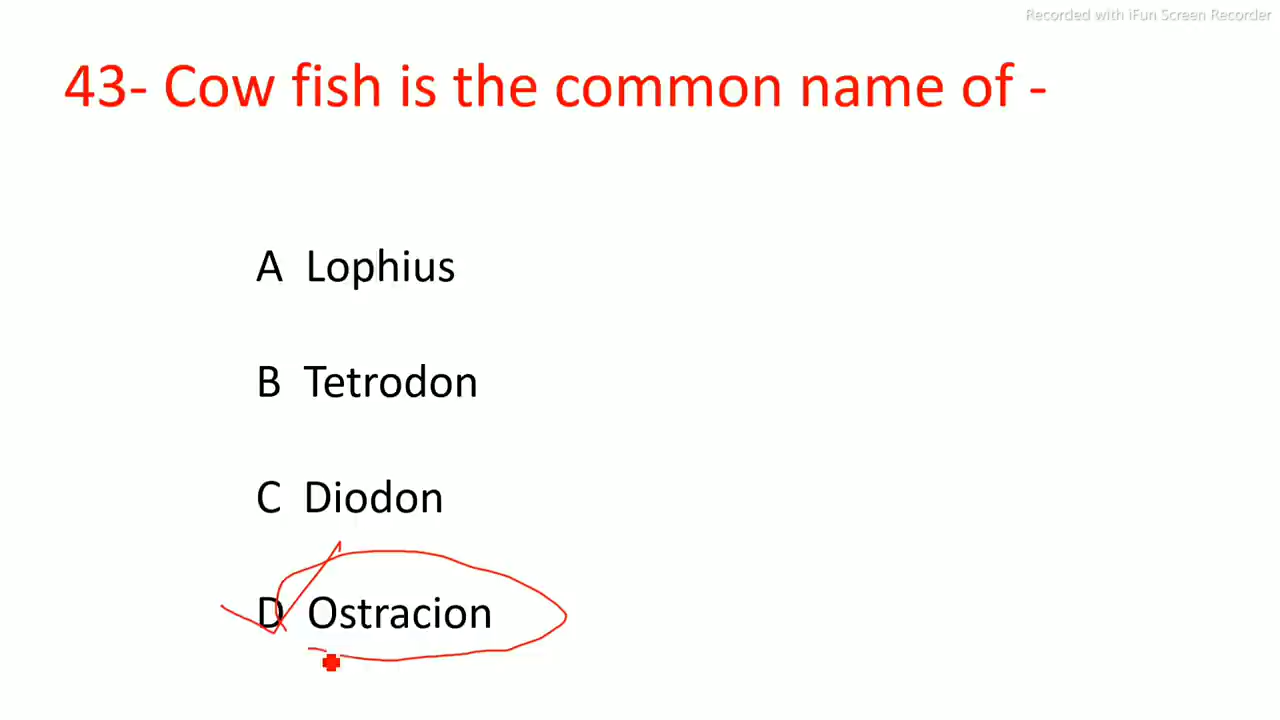 Recorded with iFun Screen Recorder
43- Cow fish is the common name of -
A Lophius
B Tetrodon
C Diodon
D Ostracion